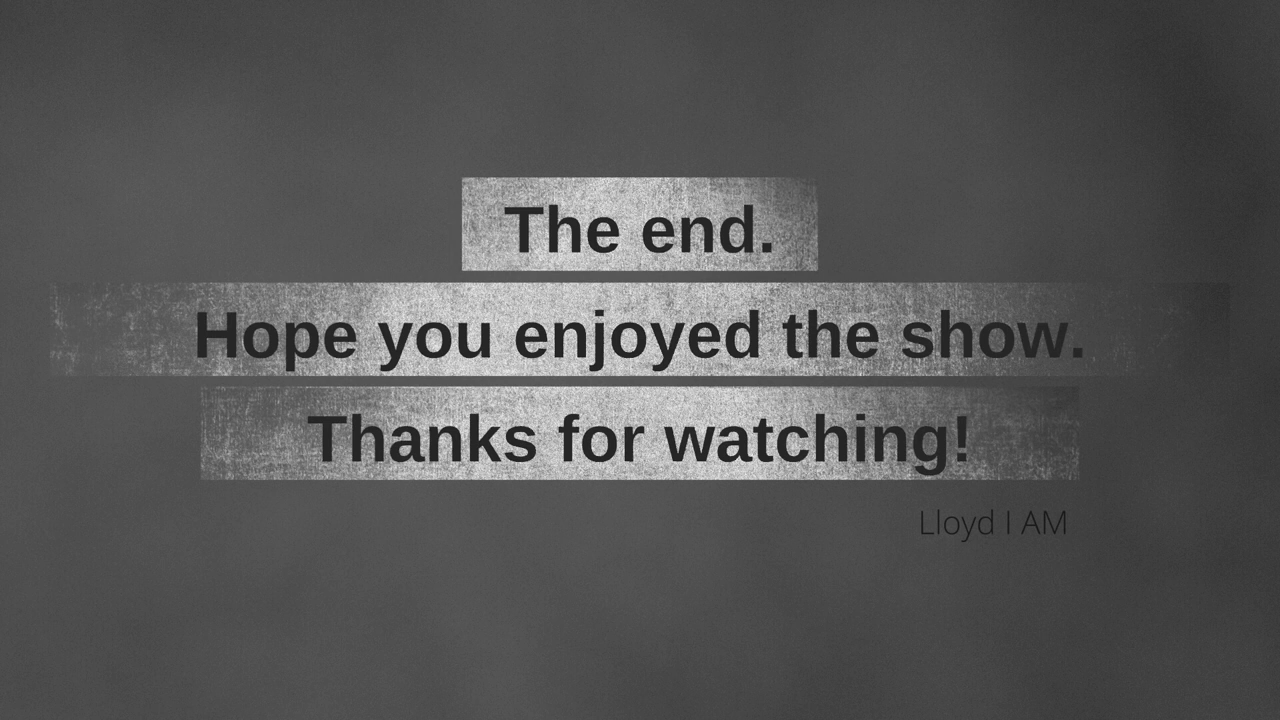 The end.
Hope you enjoyed the show.
Thanks for watching!
Lloyd I AM